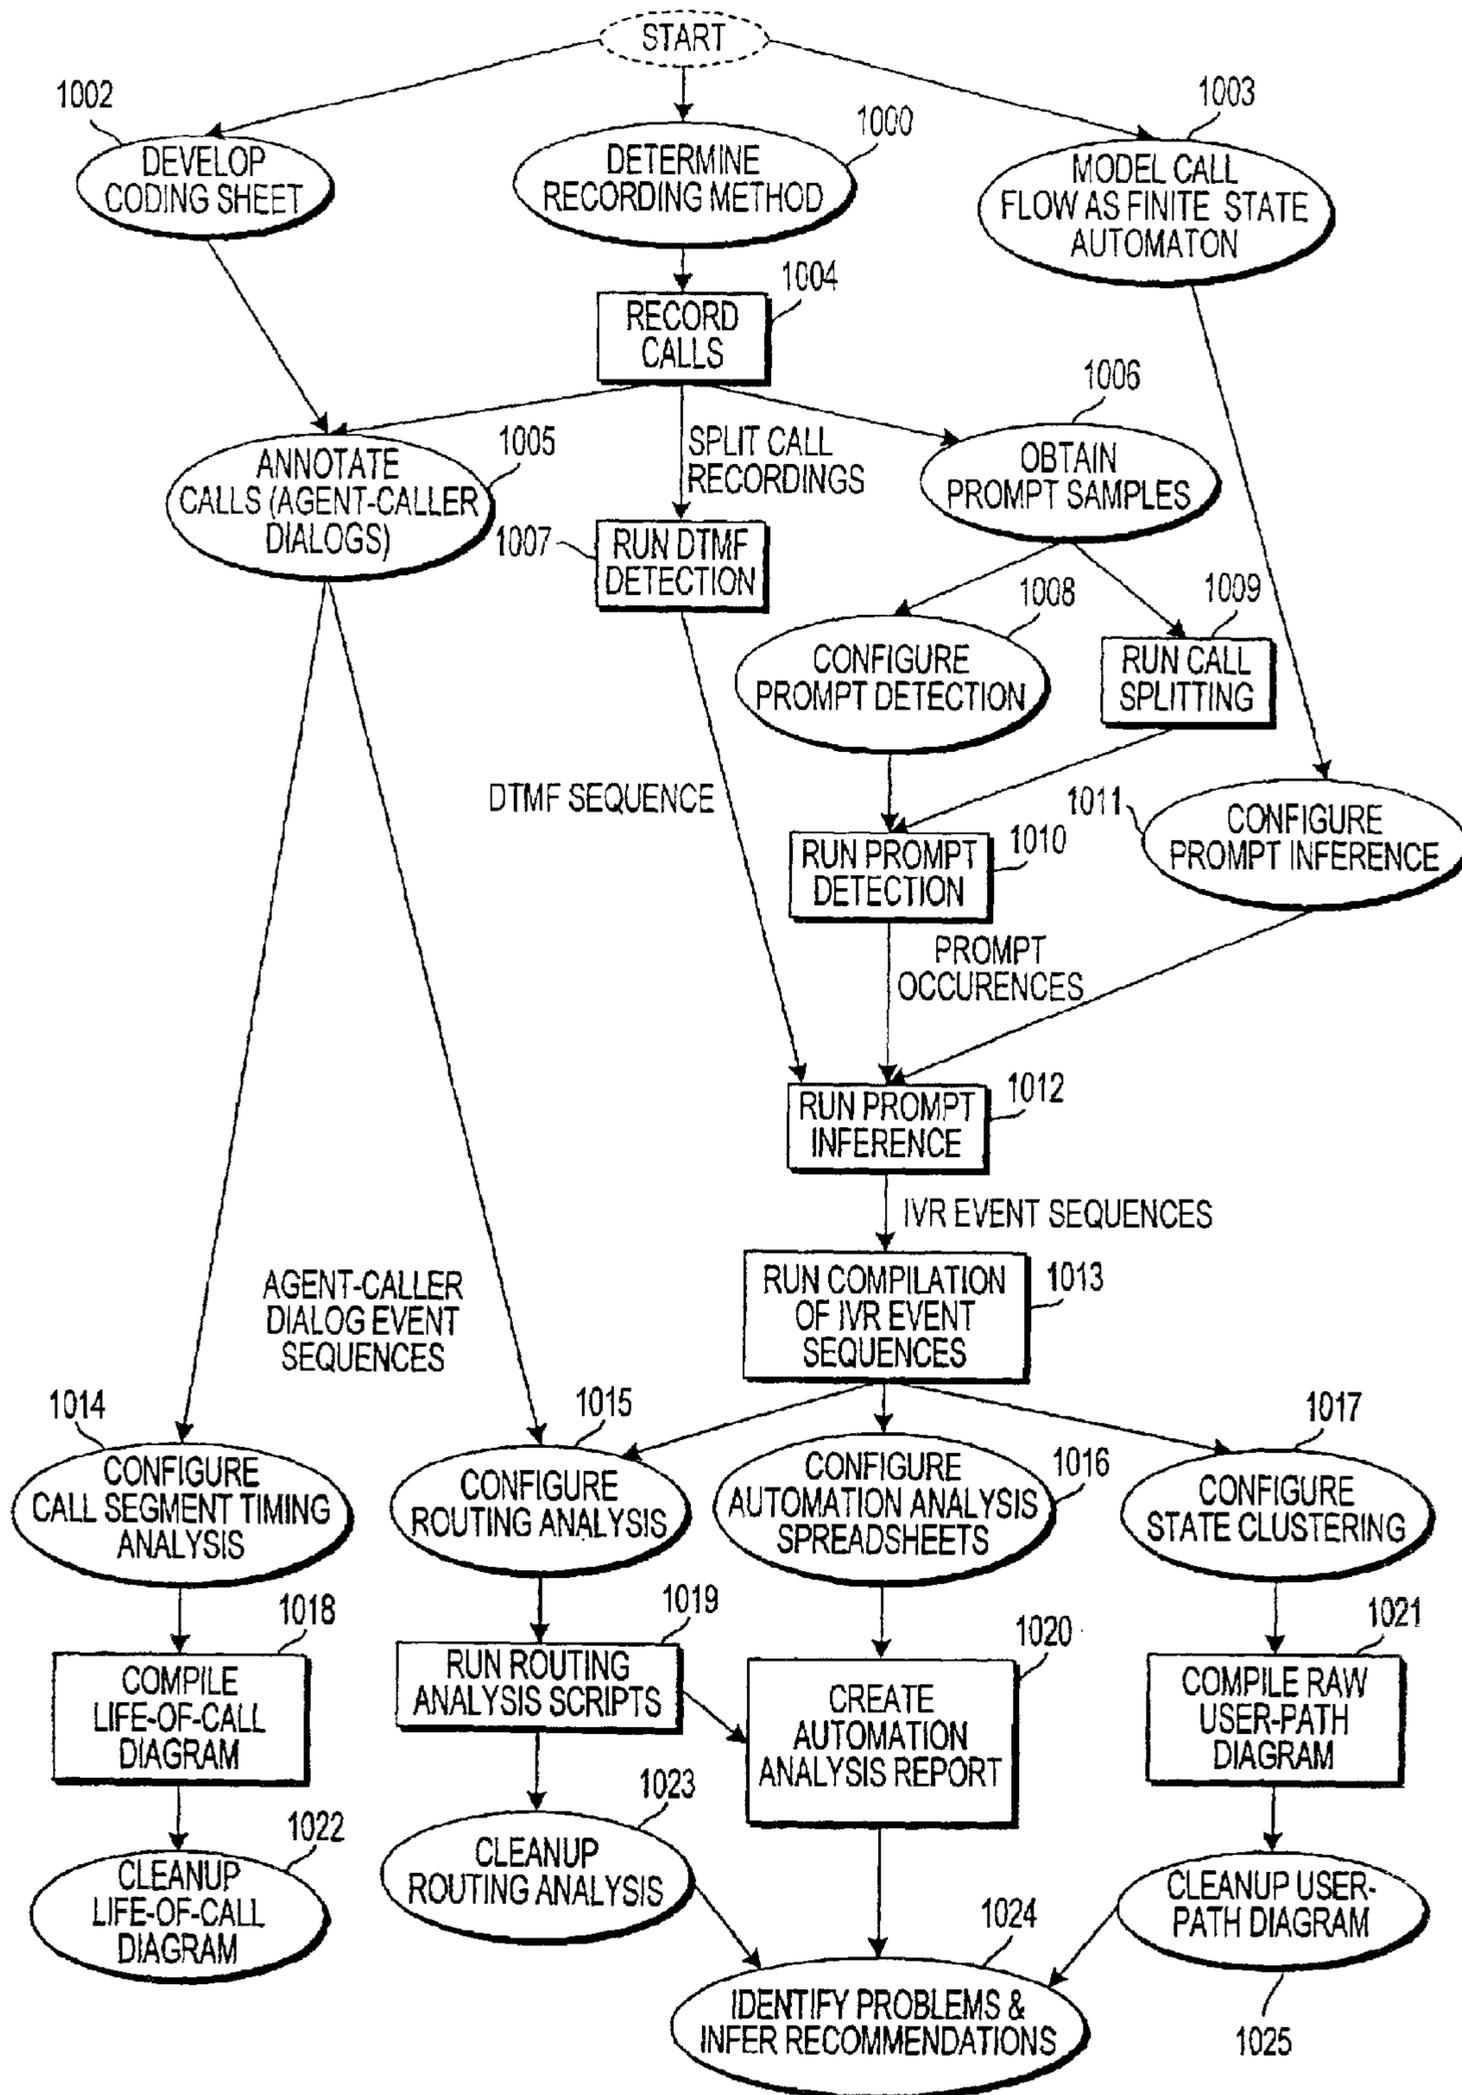 START
1002
1000
1003
DEVELOP
CODING SHEET
DETERMINE
RECORDING METHOD
MODEL CALL
FLOW AS FINITE STATE
AUTOMATON
1004
RECORD
CALLS
1006
1005
ANNOTATE
CALLS (AGENT-CALLER
DIALOGS)
SPLIT CALL
RECORDINGS
OBTAIN
PROMPT SAMPLES
1007
RUN DTMF
DETECTION
1008
1009
CONFIGURE
PROMPT DETECTION
RUN CALL
SPLITTING
DTMF SEQUENCE
1011
CONFIGURE
PROMPT INFERENCE
1010
RUN PROMPT
DETECTION
PROMPT
OCCURENCES
1012
RUN PROMPT
INFERENCE
IVR EVENT SEQUENCES
1013
RUN COMPILATION
OF IVR EVENT
SEQUENCES
AGENT-CALLER
DIALOG EVENT
SEQUENCES
1014
1015
1016
1017
CONFIGURE
CALL SEGMENT TIMING
ANALYSIS
CONFIGURE
ROUTING ANALYSIS
CONFIGURE
AUTOMATION ANALYSIS
SPREADSHEETS
CONFIGURE
STATE CLUSTERING
1018
1019
1020
1021
COMPILE
LIFE-OF-CALL
DIAGRAM
RUN ROUTING
ANALYSIS SCRIPTS
CREATE
AUTOMATION
ANALYSIS REPORT
COMPILE RAW
USER-PATH
DIAGRAM
1022
1023
CLEANUP
LIFE-OF-CALL
DIAGRAM
CLEANUP
ROUTING ANALYSIS
CLEANUP USER-
PATH DIAGRAM
1024
IDENTIFY PROBLEMS &
INFER RECOMMENDATIONS
1025